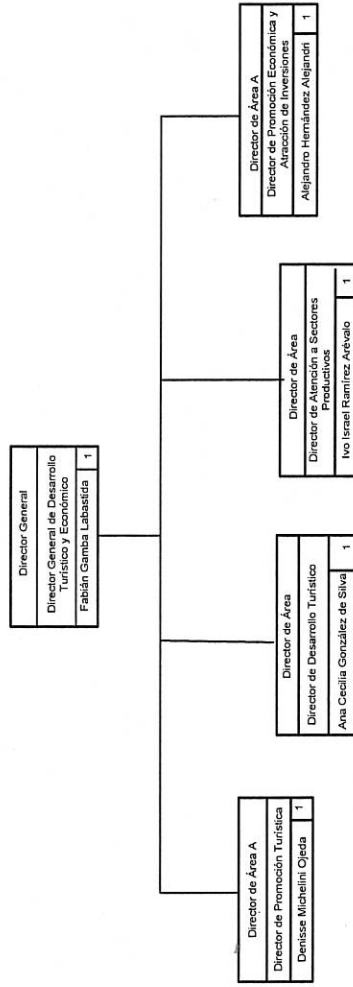 Director General
Director General de Desarrollo
Turístico y Económico
Fabián Gamba Labastida 1
Director de Área A
Director de Promoción Turística
Denisse Michelini Ojeda 1
Director de Área
Director de Desarrollo Turístico
Ana Cecilia González de Silva 1
Director de Área
Director de Atención a Sectores
Productivos
Ivo Israel Ramírez Arévalo 1
Director de Área A
Director de Promoción Económica y
Atracción de Inversiones
Alejandro Hernández Alejandri 1